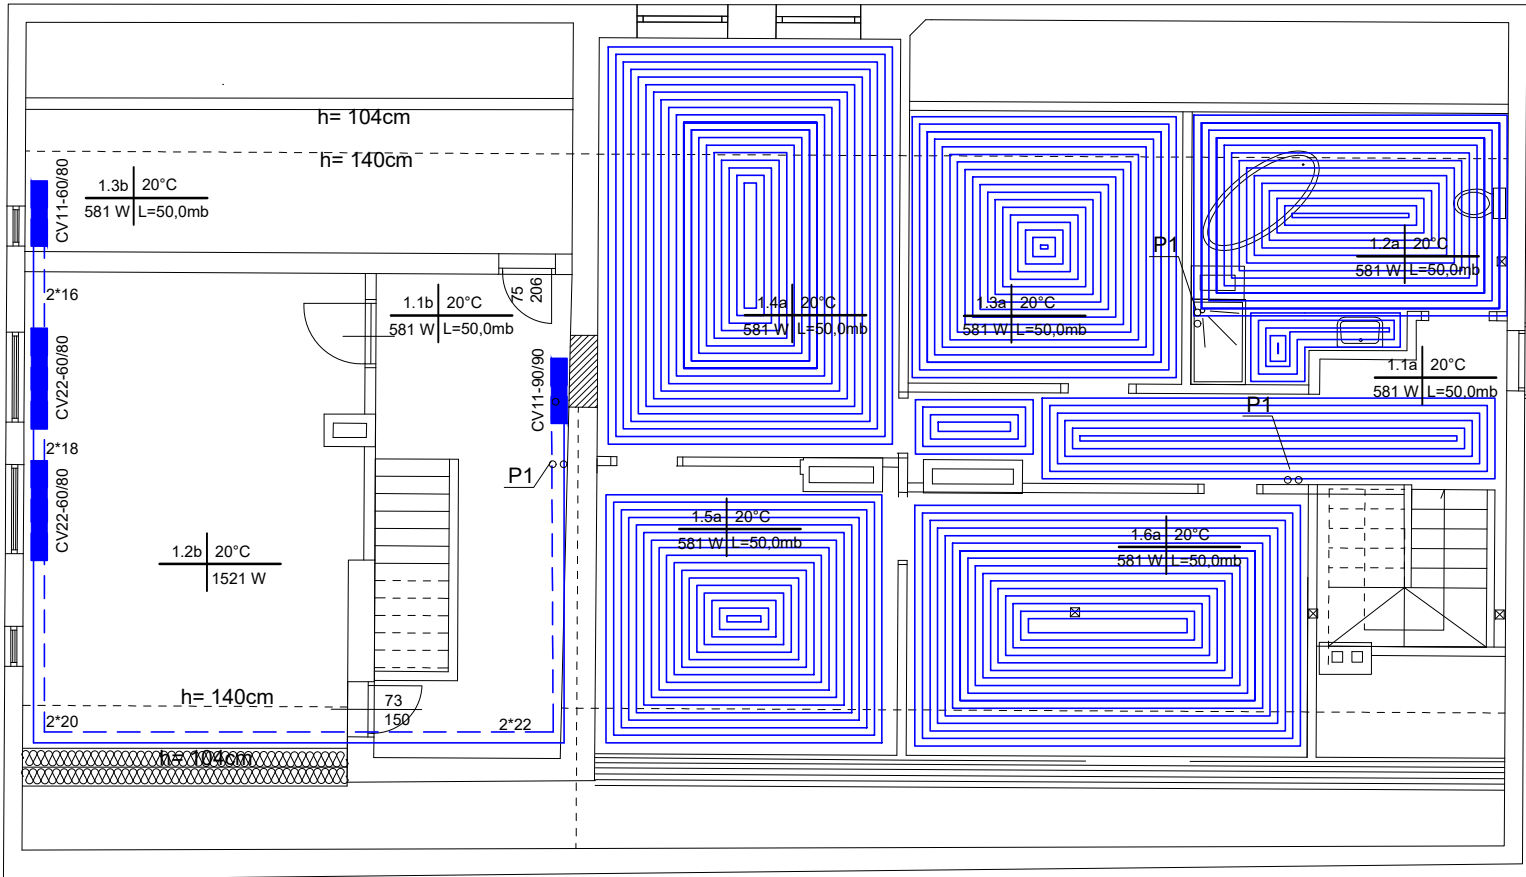 h= 104cm
h= 140cm
CV11-60/80
1.3b 20°C
581 W L=50,0mb
P1
1.2a 20°C
581 W L=50,0mb
2*16
75
206
1.1b 20°C
581 W L=50,0mb
1.4a 20°C
581 W L=50,0mb
1.3a 20°C
581 W L=50,0mb
CV22-60/80
CV11-90/90
1.1a 20°C
581 W L=50,0mb
P1
2*18
P1
CV22-60/80
1.5a 20°C
581 W L=50,0mb
1.6a 20°C
581 W L=50,0mb
1.2b 20°C
1521 W
h= 140cm
73
150
2*20
2*22
h= 104cm